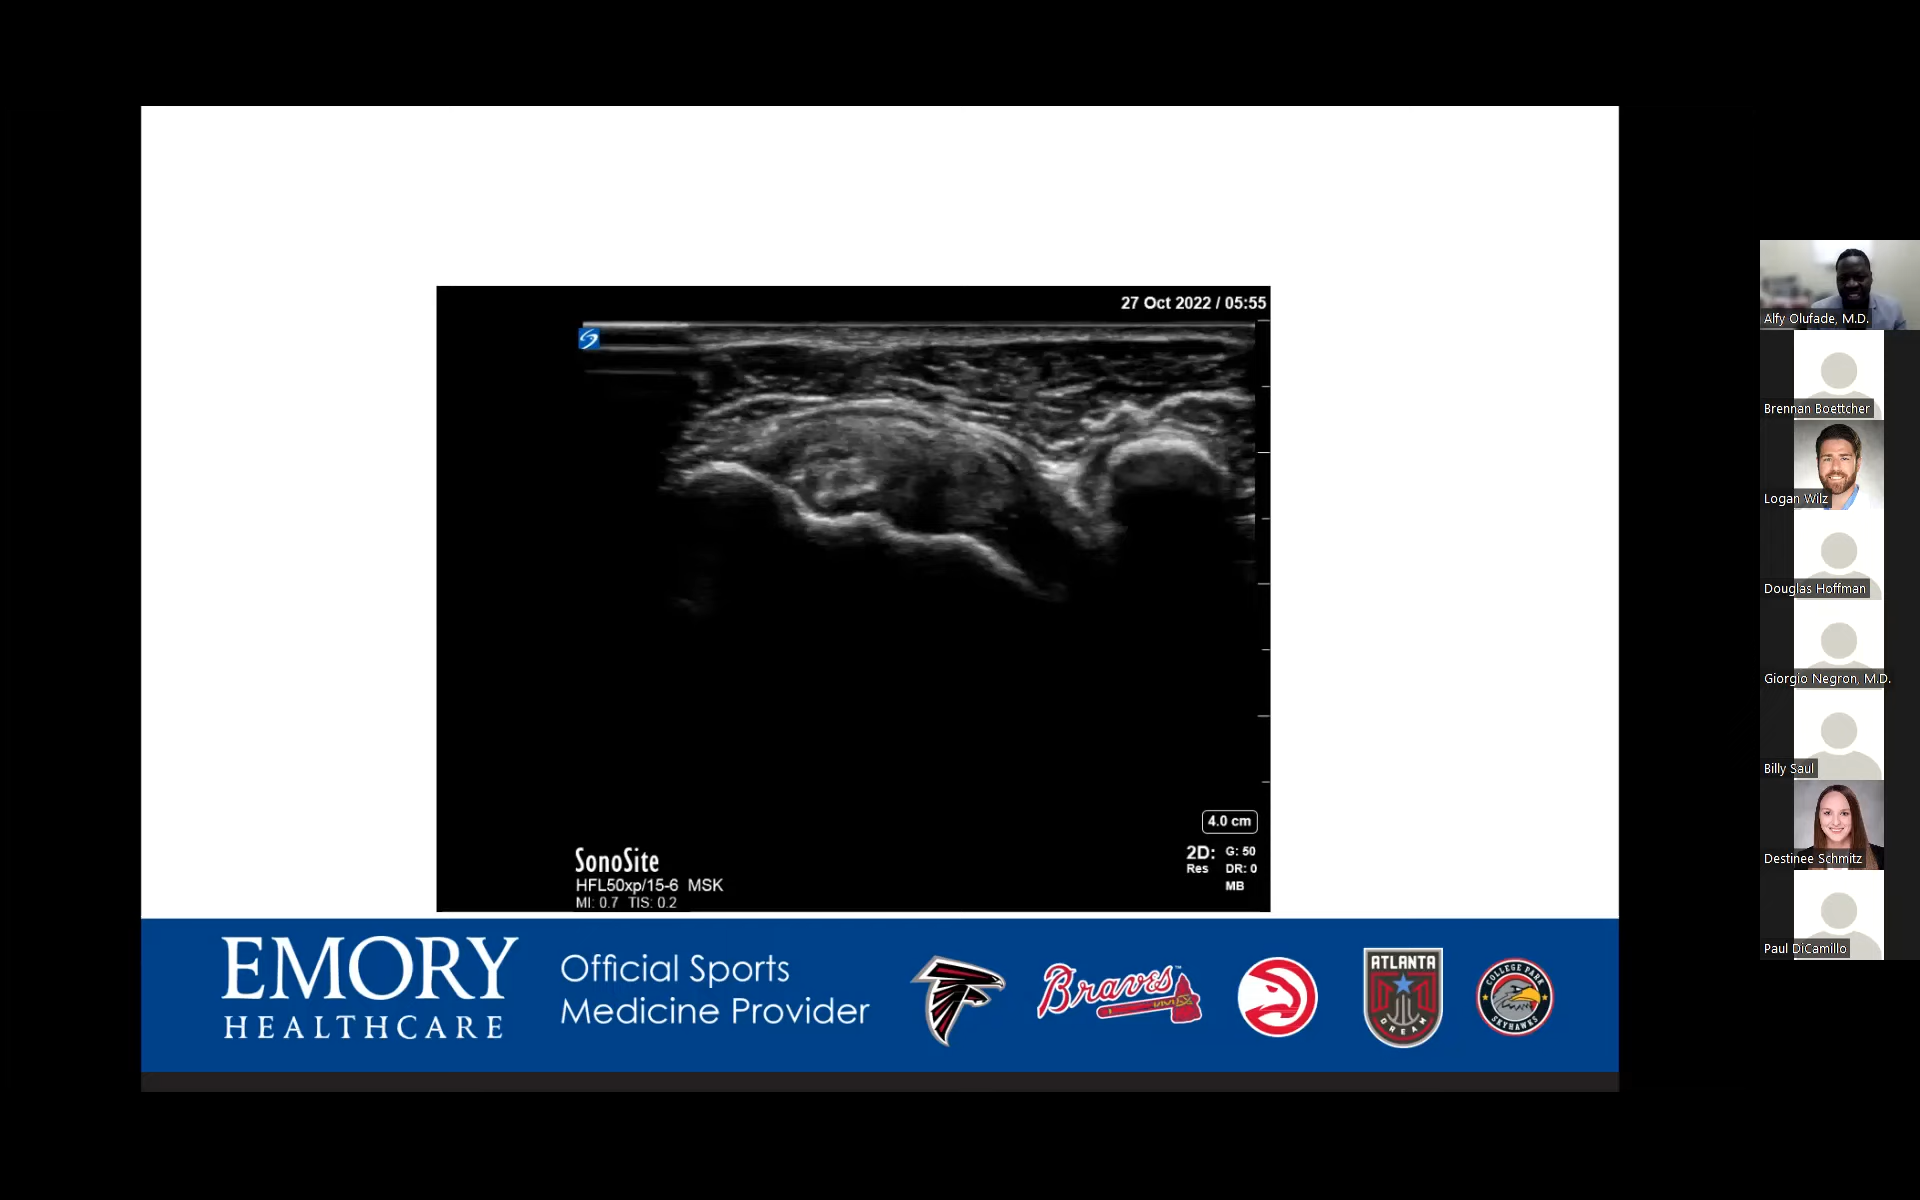 27 Oct 2022 / 05:55
4.0 cm
2D:
G: 50
Res
DR: 0
MB
SonoSite
HFL50xp/15-6 MSK
MI: 0.7 TIS: 0.2
EMORY
HEALTHCARE
Official Sports
Medicine Provider
Braves
ATLANTA
DREAM
COLLEGE PARK
SKYHAWKS
Alfy Olufade, M.D.
Brennan Boettcher
Logan Wilz
Douglas Hoffman
Giorgio Negron, M.D.
Billy Saul
Destinee Schmitz
Paul DiCamillo